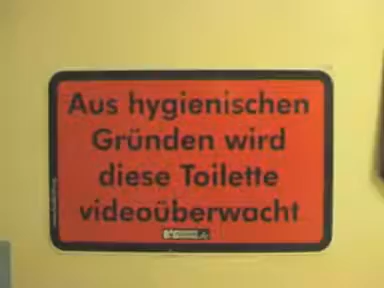 Aus hygienischen
Gründen wird
diese Toilette
videoüberwacht